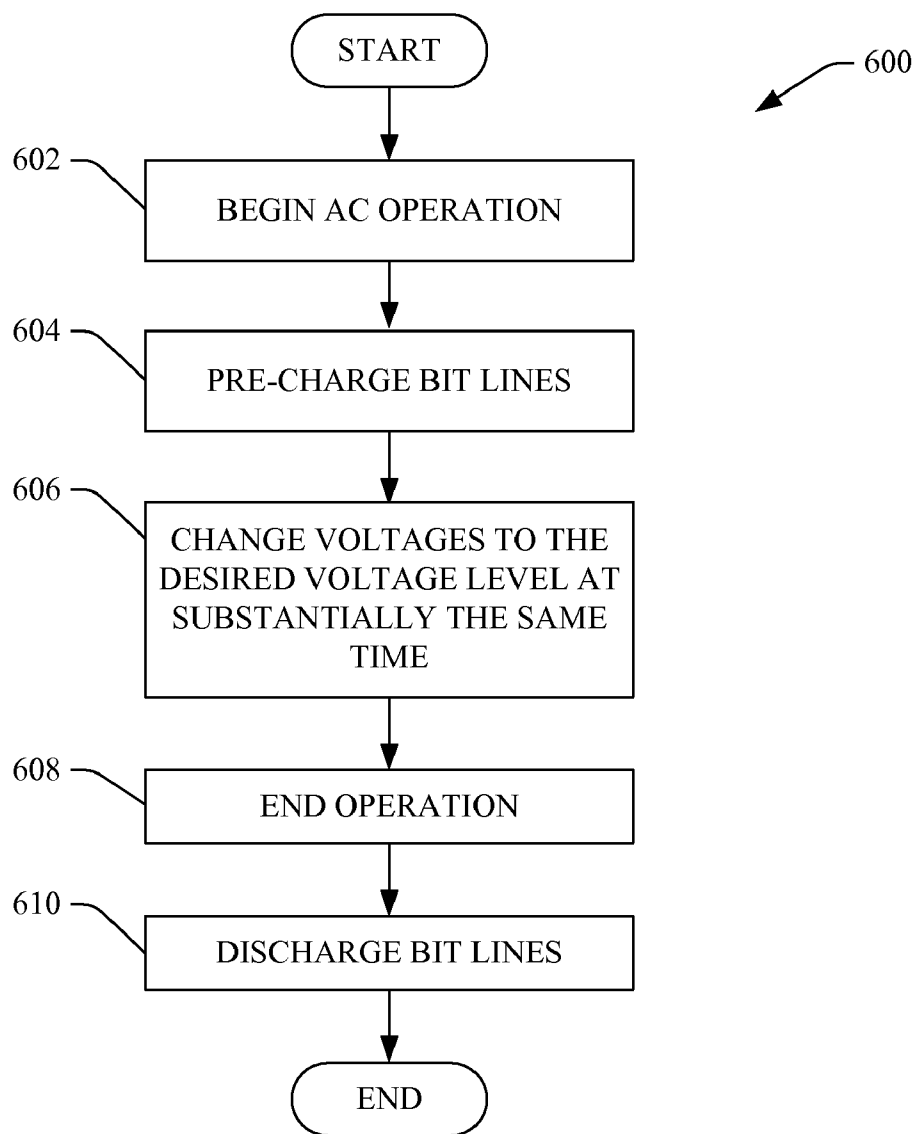 START
600
602
BEGIN AC OPERATION
604
PRE-CHARGE BIT LINES
606
CHANGE VOLTAGES TO THE
DESIRED VOLTAGE LEVEL AT
SUBSTANTIALLY THE SAME
TIME
608
END OPERATION
610
DISCHARGE BIT LINES
END